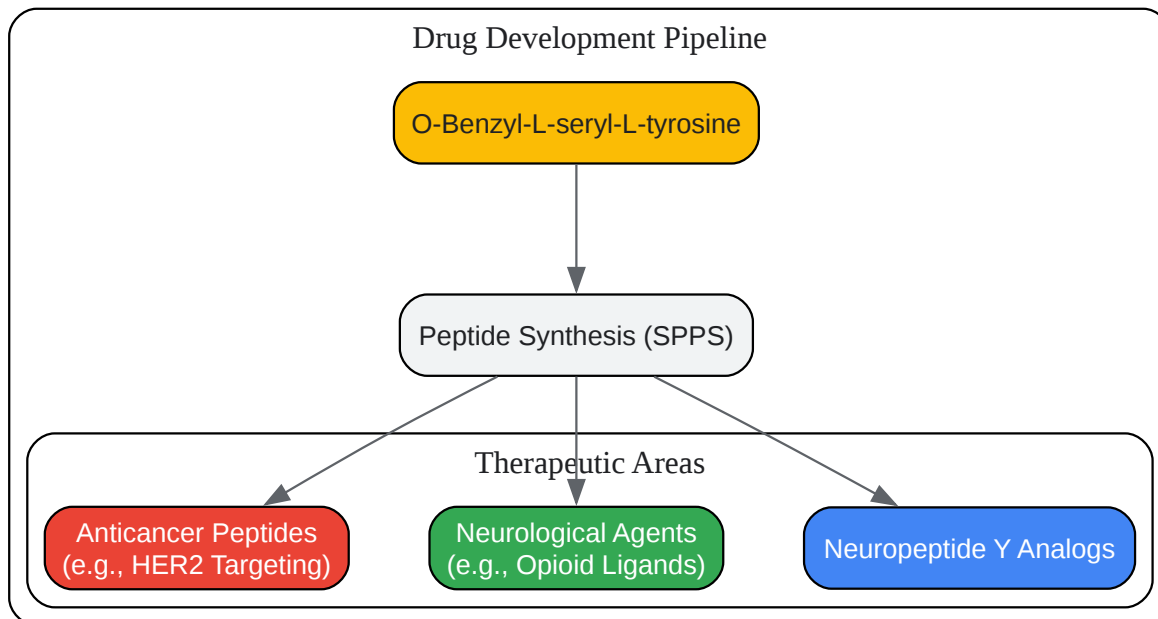 Drug Development Pipeline
O-Benzyl-L-seryl-L-tyrosine
Peptide Synthesis (SPPS)
Therapeutic Areas
Anticancer Peptides
(e.g., HER2 Targeting)
Neurological Agents
(e.g., Opioid Ligands)
Neuropeptide Y Analogs